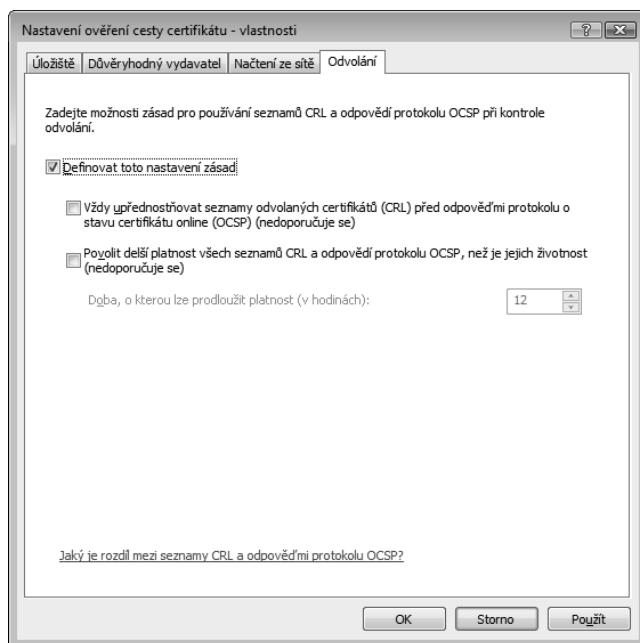 Nastavení ověření cesty certifikátu - vlastnosti
Úložiště Důvěryhodný vydavatel Načtení ze sítě Odvolání
Zadejte možnosti zásad pro používání seznamů CRL a odpovědí protokolu OCSP při kontrole
odvolání.
Definovat toto nastavení zásad
Vždy upřednostňovat seznamy odvolaných certifikátů (CRL) před odpověďmi protokolu o
stavu certifikátu online (OCSP) (nedoporučuje se)
Povolit delší platnost všech seznamů CRL a odpovědí protokolu OCSP, než je jejich životnost
(nedoporučuje se)
Doba, o kterou lze prodloužit platnost (v hodinách): 12
Jaký je rozdíl mezi seznamy CRL a odpověďmi protokolu OCSP?
OK Storno Použít